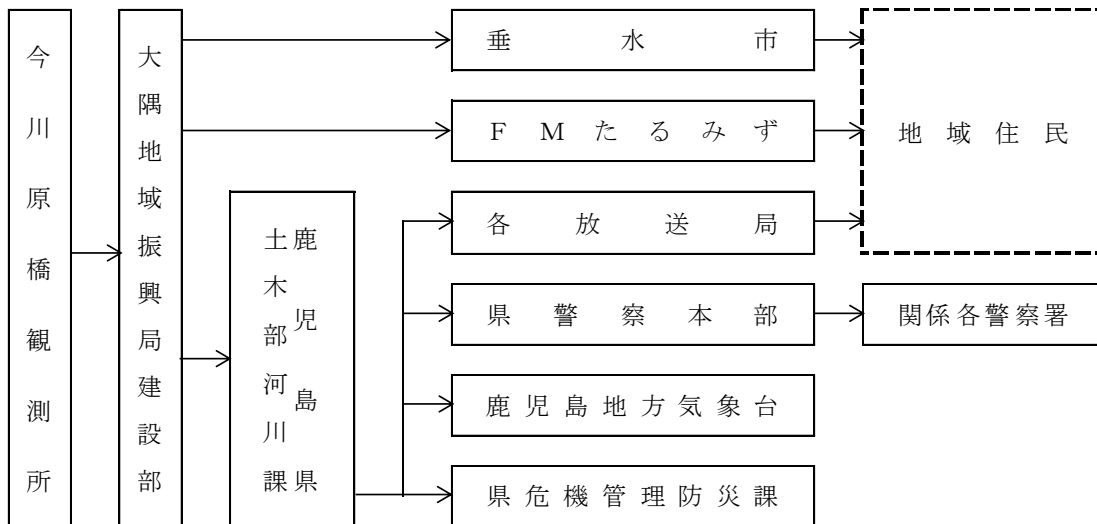 今川原橋観測所
大隅地域振興局建設部
鹿児島県
土木部河川課
垂水市
FMたるみず
各放送局
県警察本部
鹿児島地方気象台
県危機管理防災課
地域住民
関係各警察署